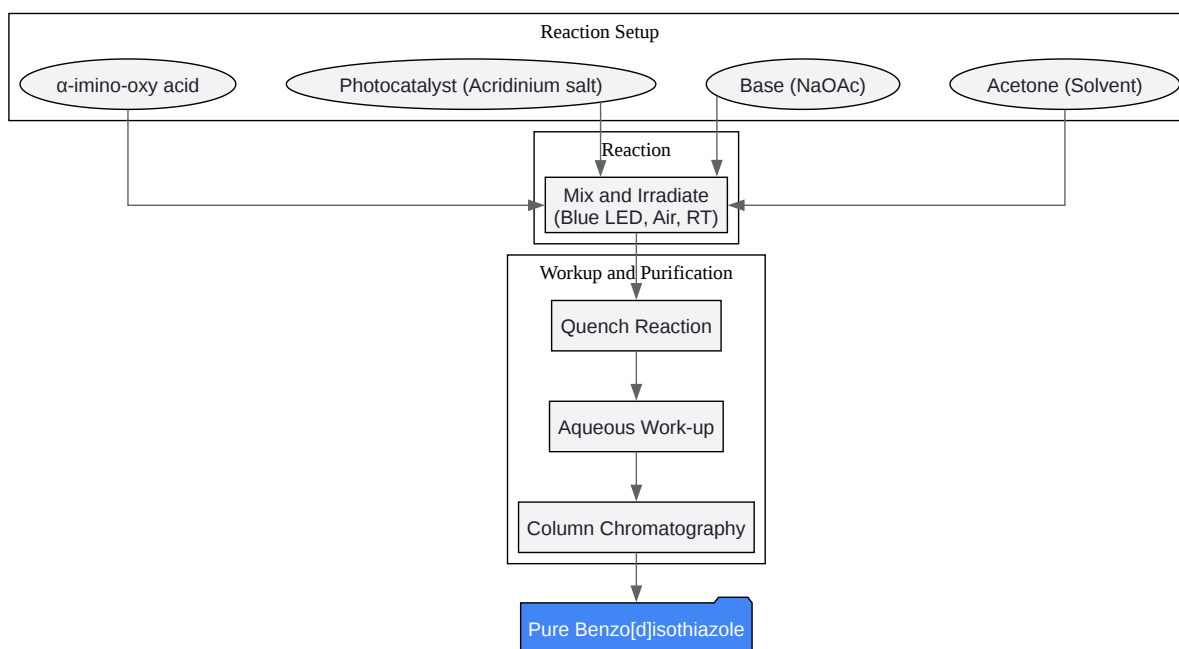 Reaction Setup
α-imino-oxy acid
Photocatalyst (Acridinium salt)
Base (NaOAc)
Acetone (Solvent)
Reaction
Mix and Irradiate
(Blue LED, Air, RT)
Workup and Purification
Quench Reaction
Aqueous Work-up
Column Chromatography
Pure Benzo[d]isothiazole